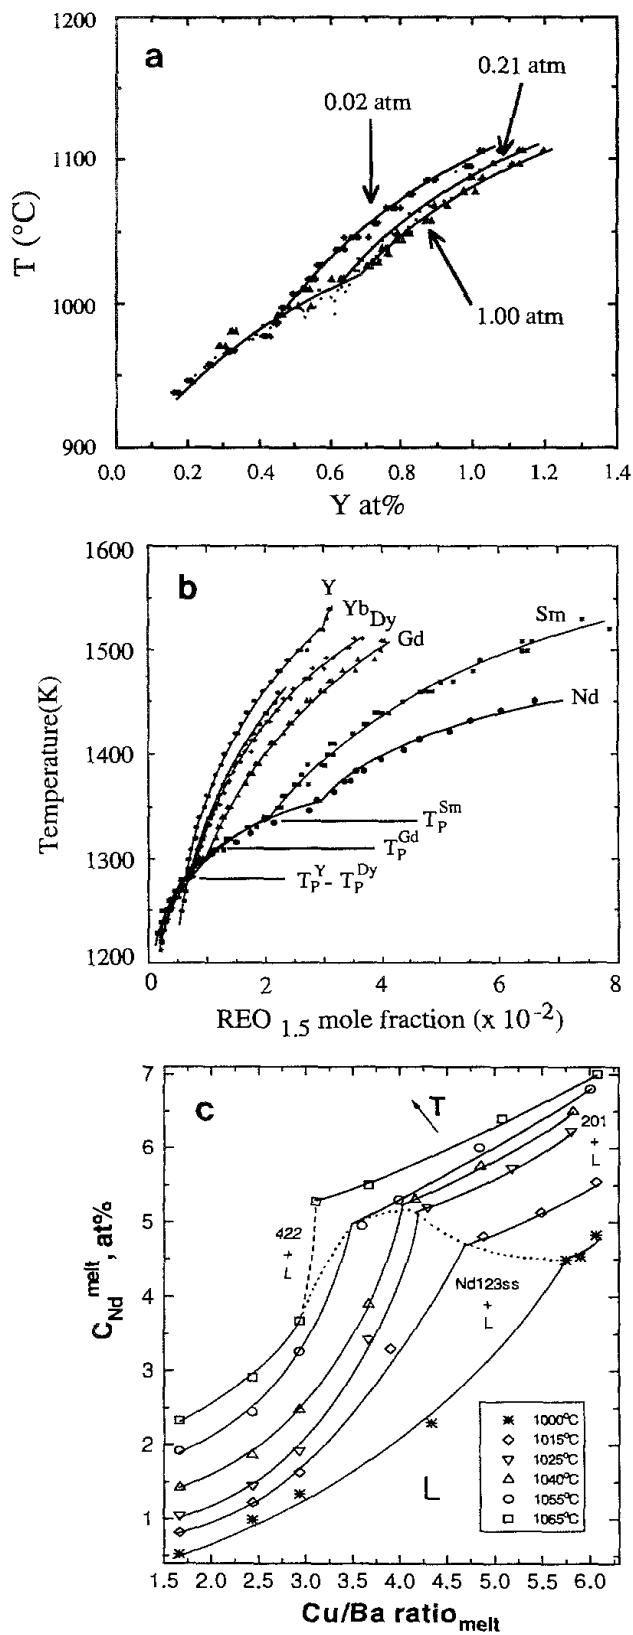 1200
a
0.21 atm
0.02 atm
1100
T (°C)
1000
1.00 atm
900
0.0 0.2 0.4 0.6 0.8 1.0 1.2 1.4
Y at%
1600
b
Y
Yb Dy
Gd
Sm
1500
Nd
Temperature(K)
1400
T_P^Sm
T_P^Gd
1300
T_P^Y - T_P^Dy
1200
0 2 4 6 8
REO 1.5 mole fraction (x 10^-2)
7
c
T
6
201
+
L
C_Nd^melt, at%
5
422
+
L
4
Nd123ss
+
L
3
1000°C
2
1015°C
1025°C
L
1040°C
1
1055°C
1065°C
1.5 2.0 2.5 3.0 3.5 4.0 4.5 5.0 5.5 6.0
Cu/Ba ratio_melt